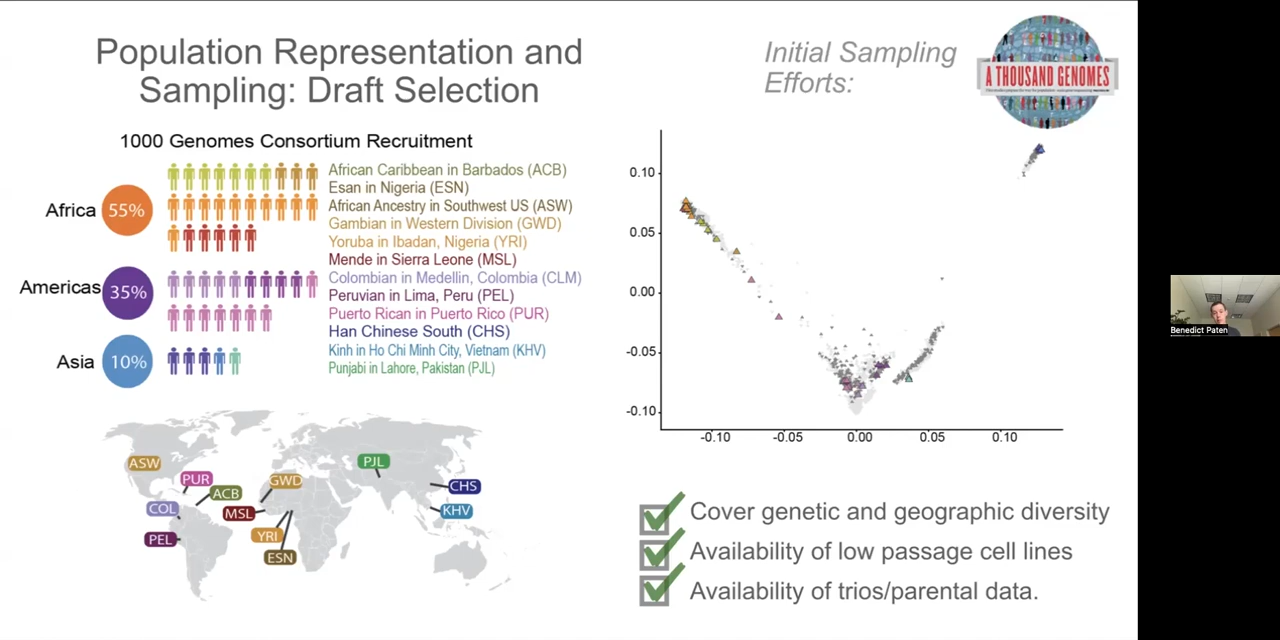 Population Representation and
Sampling: Draft Selection
Initial Sampling
Efforts:
A THOUSAND GENOMES
1000 Genomes Consortium Recruitment
Africa 55%
Americas 35%
Asia 10%
African Caribbean in Barbados (ACB)
Esan in Nigeria (ESN)
African Ancestry in Southwest US (ASW)
Gambian in Western Division (GWD)
Yoruba in Ibadan, Nigeria (YRI)
Mende in Sierra Leone (MSL)
Colombian in Medellin, Colombia (CLM)
Peruvian in Lima, Peru (PEL)
Puerto Rican in Puerto Rico (PUR)
Han Chinese South (CHS)
Kinh in Ho Chi Minh City, Vietnam (KHV)
Punjabi in Lahore, Pakistan (PJL)
0.10
0.05
0.00
-0.05
-0.10
-0.10 -0.05 0.00 0.05 0.10
ASW
PUR
ACB
COL
PEL
GWD
MSL
YRI
ESN
PJL
CHS
KHV
Cover genetic and geographic diversity
Availability of low passage cell lines
Availability of trios/parental data.
Benedict Paten